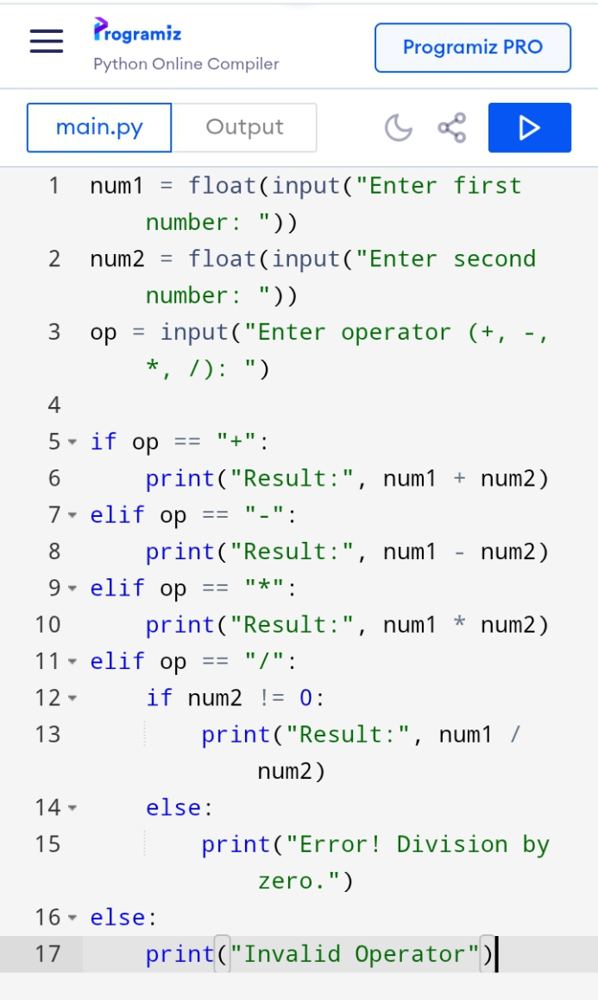 Programiz
Python Online Compiler
Programiz PRO
main.py
Output
1 num1 = float(input("Enter first
number: "))
2 num2 = float(input("Enter second
number: "))
3 op = input("Enter operator (+, -,
*, /): ")
4
5 if op == "+":
6     print("Result:", num1 + num2)
7 elif op == "-":
8     print("Result:", num1 - num2)
9 elif op == "*":
10     print("Result:", num1 * num2)
11 elif op == "/":
12     if num2 != 0:
13         print("Result:", num1 /
num2)
14     else:
15         print("Error! Division by
zero.")
16 else:
17     print("Invalid Operator")